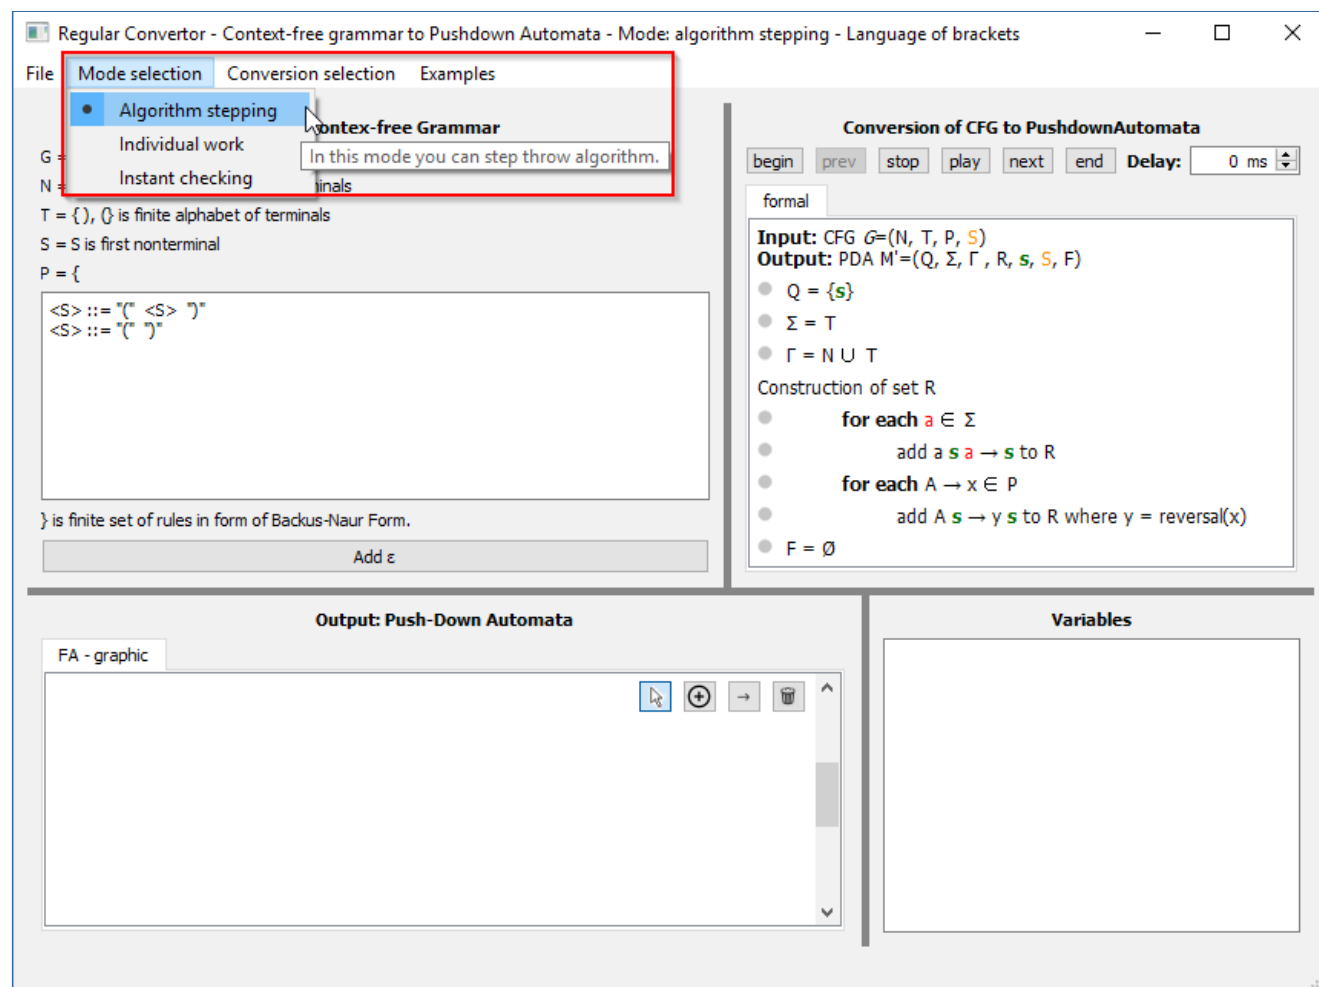 Regular Convertor - Context-free grammar to Pushdown Automata - Mode: algorithm stepping - Language of brackets
File Mode selection Conversion selection Examples
Algorithm stepping
Individual work
Instant checking
In this mode you can step throw algorithm.
ontex-free Grammar
G =
N = inals
T = { ), (} is finite alphabet of terminals
S = S is first nonterminal
P = {
<S> ::= "(" <S> ")"
<S> ::= "(" ")"
} is finite set of rules in form of Backus-Naur Form.
Add ε
Conversion of CFG to PushdownAutomata
begin prev stop play next end Delay: 0 ms
formal
Input: CFG G=(N, T, P, S)
Output: PDA M'=(Q, Σ, Γ , R, s, S, F)
Q = {s}
Σ = T
Γ = N ∪ T
Construction of set R
for each a ∈ Σ
add a s a → s to R
for each A → x ∈ P
add A s → y s to R where y = reversal(x)
F = Ø
Output: Push-Down Automata
FA - graphic
Variables